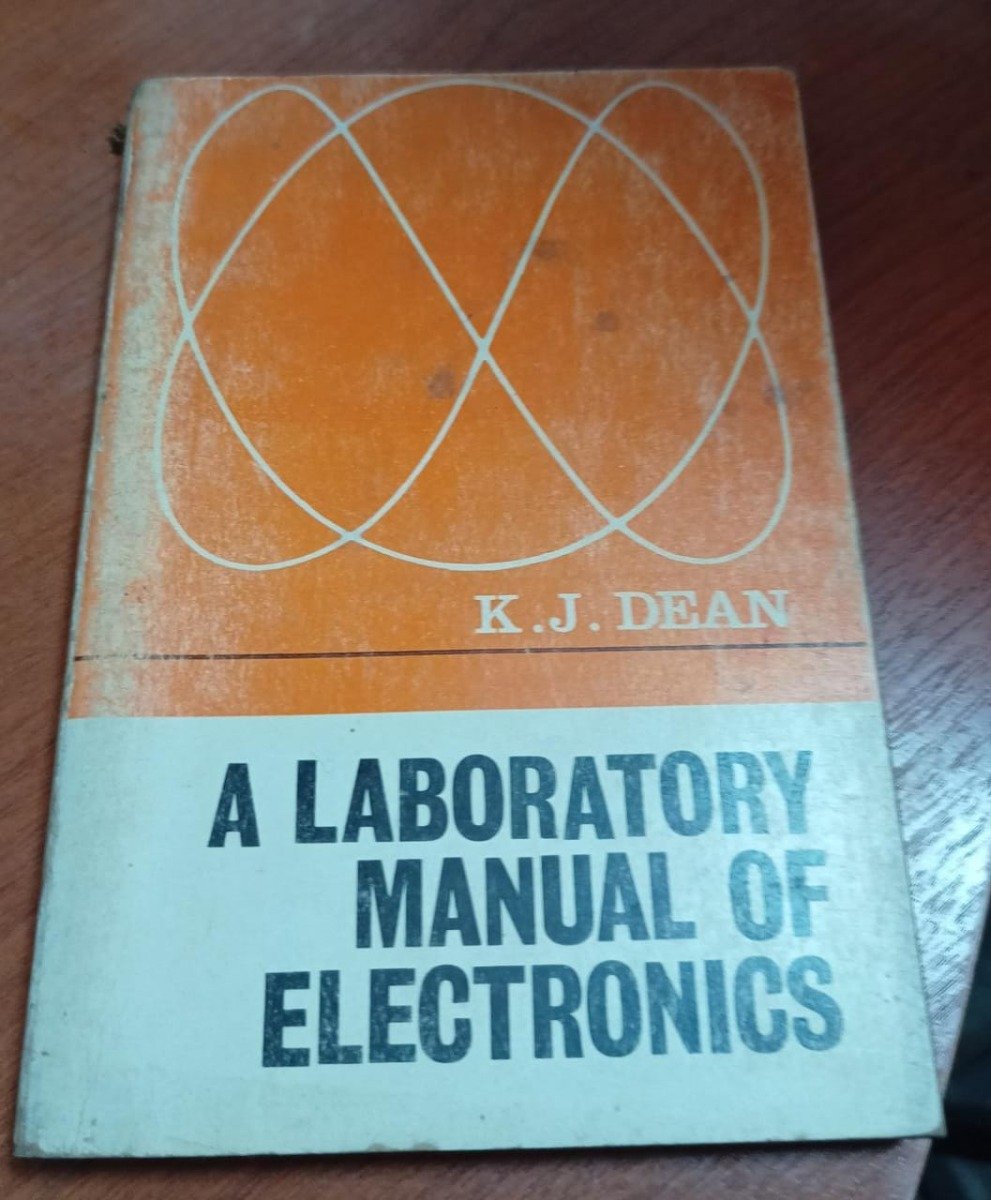 K.J. DEAN
A LABORATORY
MANUAL OF
ELECTRONICS